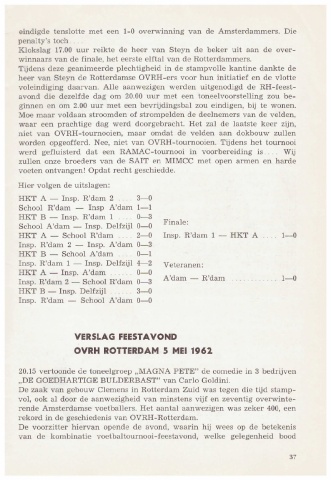 eindigde tenslotte met een 1-0 overwinning van de Amsterdammers. Die
penalty's toch . .
Klokslag 17.00 uur reikte de heer van Steyn de beker uit aan de over-
winnaars van de finale, het eerste elftal van de Rotterdammers.
Tijdens deze geanimeerde plechtigheid in de stampvolle kantine dankte de
heer van Steyn de Rotterdamse OVRH-ers voor hun initiatief en de vlotte
voleindiging daarvan. Alle aanwezigen werden uitgenodigd de RH-feest-
avond die dezelfde dag om 20.00 uur met een toneelvoorstelling zou be-
ginnen en om 2.00 uur met een bevrijdingsbal zou eindigen, bij te wonen.
Moe maar voldaan stroomden of strompelden de deelnemers van de velden,
waar een prachtige dag werd doorgebracht. Het zal de laatste keer zijn,
niet van OVRH-tournooien, maar omdat de velden aan dokbouw zullen
worden opgeofferd. Nee, niet van OVRH-tournooien. Tijdens het tournooi
werd gefluisterd dat een RAMAC-tournooi in voorbereiding is . . . Wij
zullen onze broeders van de SAIT en MIMCC met open armen en harde
voeten ontvangen! Opdat recht geschiedde.
Hier volgen de uitslagen:
HKT A — Insp. R'dam 2 . . . . 3—0
Insp. R'dam — Insp A'dam 1—1
HKT B — Insp R'dam 1 . . . . 0—3
School A'dam — Insp. Delfzijl 0—0
HKT A — School R'dam . . . . 2—0
Insp. R'dam 2 — Insp. A'dam 0—3
HKT B — School A'dam . . . . 0—1
Insp. R'dam 1 — Insp. Delfzijl 4—2
HKT A — Insp. A'dam . . . . 0—0
Insp. R'dam 2 — School R'dam 0—3
HKT B — Insp. Delfzijl . . . . 3—0
Insp. R'dam — School A'dam 0—0
Finale:
Insp. R'dam 1 — HKT A . . . . 1—0
Veteranen:
A'dam — R'dam . . . . 1—0
VERSLAG FEESTAVOND
OVRH ROTTERDAM 5 MEI 1962
20.15 vertoonde de toneelgroep „MAGNA PETE" de comedie in 3 bedrijven
„DE GOEDHARTIGE BULDERBAST" van Carlo Goldini.
De zaak van gebouw Clemens in Rotterdam Zuid was tegen die tijd stamp-
vol, ook al door de aanwezigheid van minstens vijf en zeventig overwinte-
rende Amsterdamse voetballers. Het aantal aanwezigen was zeker 400, een
rekord in de geschiedenis van OVRH-Rotterdam.
De voorzitter hiervan opende de avond, waarin hij wees op de betekenis
van de kombinatie voetbaltournooi-feestavond, welke gelegenheid bood
37